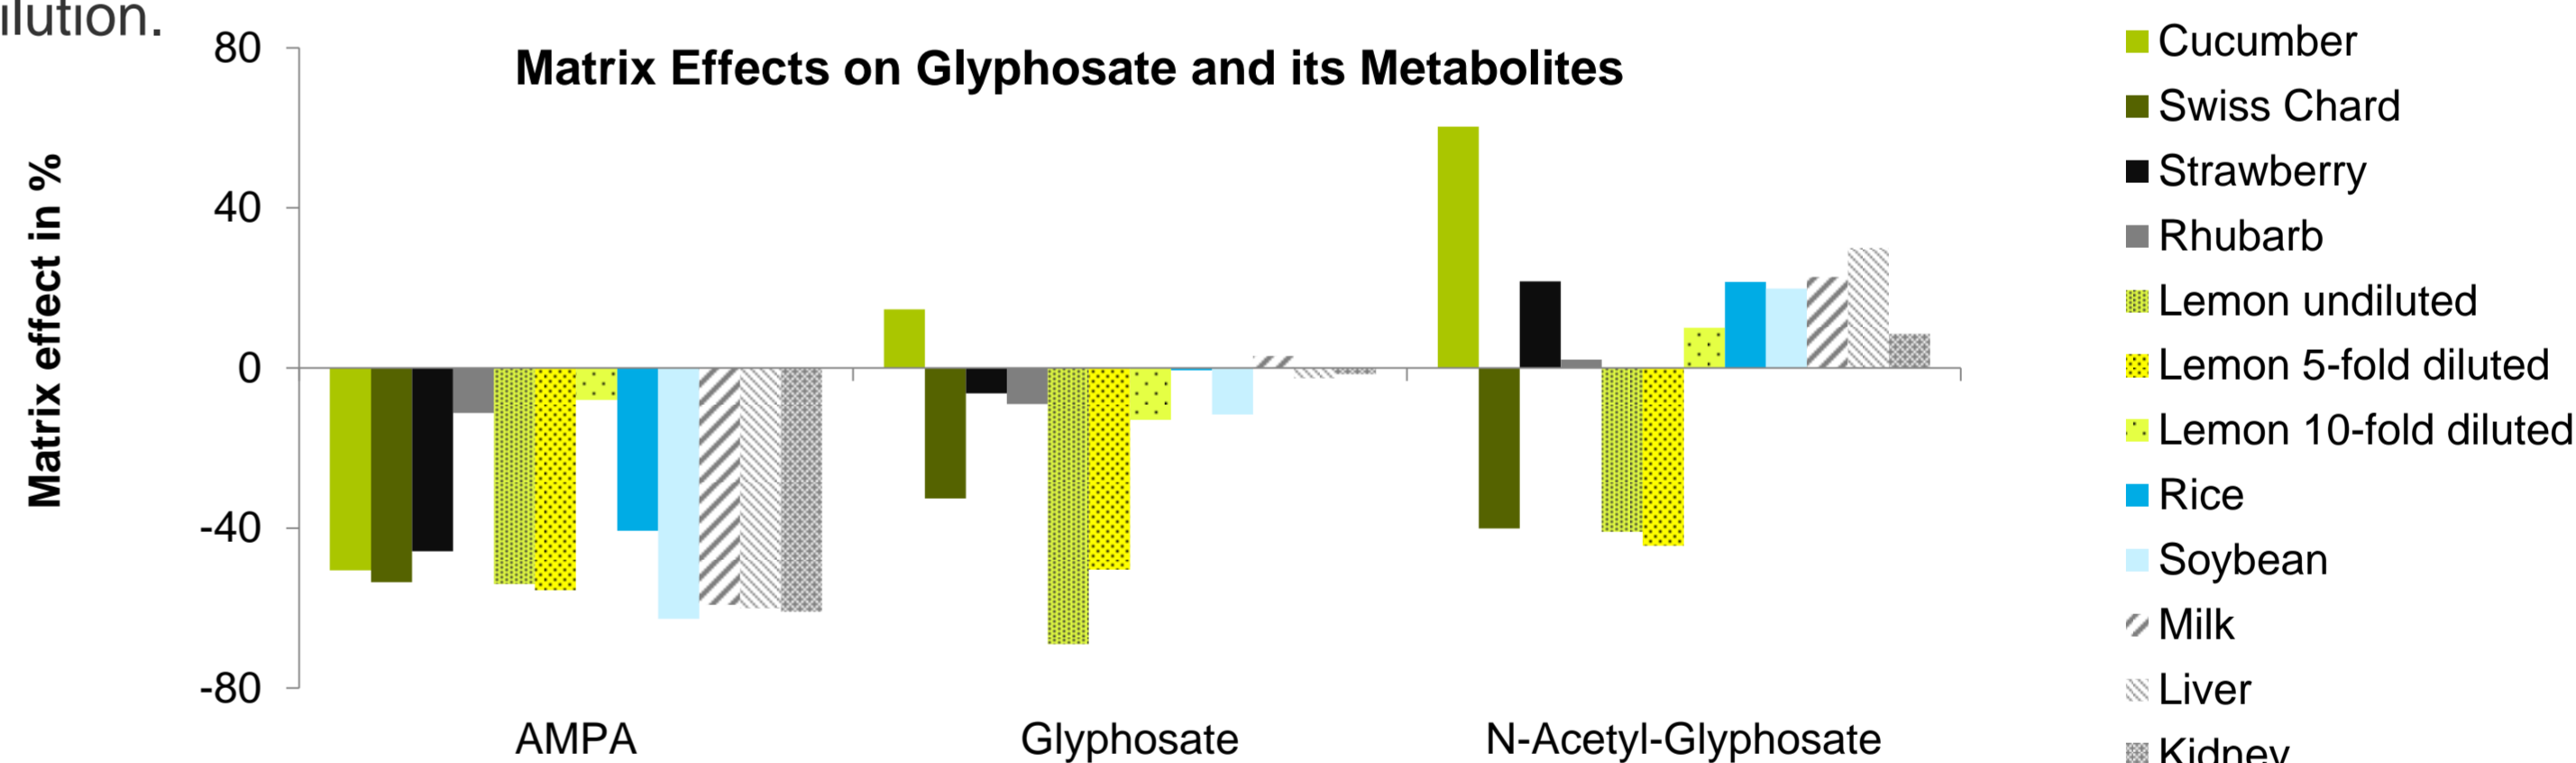 ilution.
Matrix Effects on Glyphosate and its Metabolites
Matrix effect in %
80
40
0
-40
-80
AMPA
Glyphosate
N-Acetyl-Glyphosate
Cucumber
Swiss Chard
Strawberry
Rhubarb
Lemon undiluted
Lemon 5-fold diluted
Lemon 10-fold diluted
Rice
Soybean
Milk
Liver
Kidney